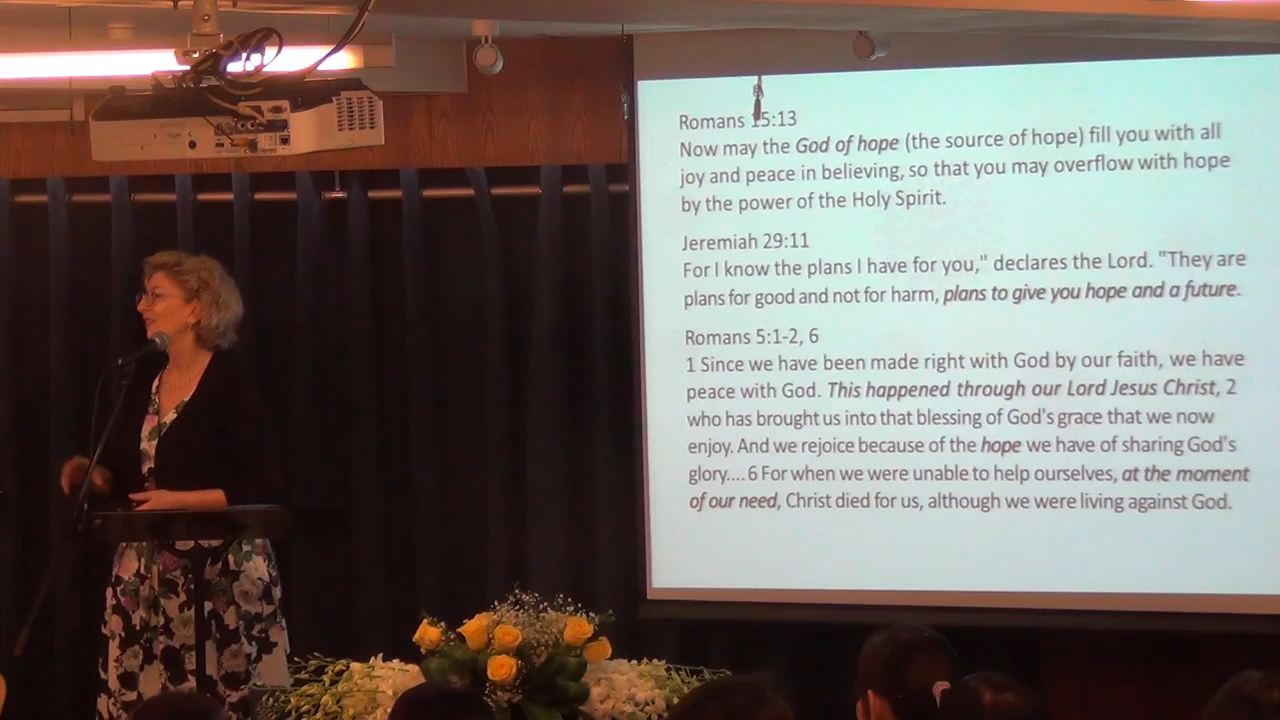 Romans 15:13
Now may the God of hope (the source of hope) fill you with all
joy and peace in believing, so that you may overflow with hope
by the power of the Holy Spirit.
Jeremiah 29:11
For I know the plans I have for you," declares the Lord. "They are
plans for good and not for harm, plans to give you hope and a future.
Romans 5:1-2, 6
1 Since we have been made right with God by our faith, we have
peace with God. This happened through our Lord Jesus Christ, 2
who has brought us into that blessing of God's grace that we now
enjoy. And we rejoice because of the hope we have of sharing God's
glory.... 6 For when we were unable to help ourselves, at the moment
of our need, Christ died for us, although we were living against God.